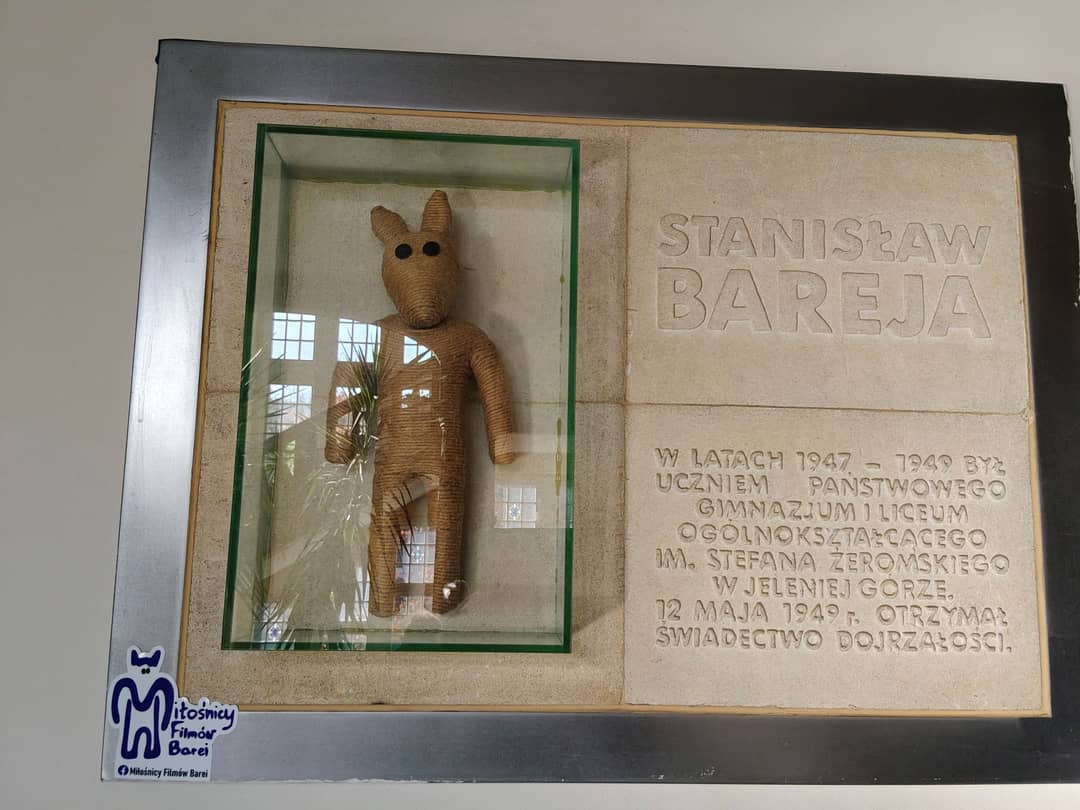 STANISŁAW
BAREJA
W LATACH 1947 – 1949 BYŁ
UCZNIEM PAŃSTWOWEGO
GIMNAZJUM I LICEUM
OGÓLNOKSZTAŁCĄCEGO
IM. STEFANA ŻEROMSKIEGO
W JELENIEJ GÓRZE.
12 MAJA 1949 r. OTRZYMAŁ
ŚWIADECTWO DOJRZAŁOŚCI.
Miłośnicy
Filmów
Barei
Miłośnicy Filmów Barei